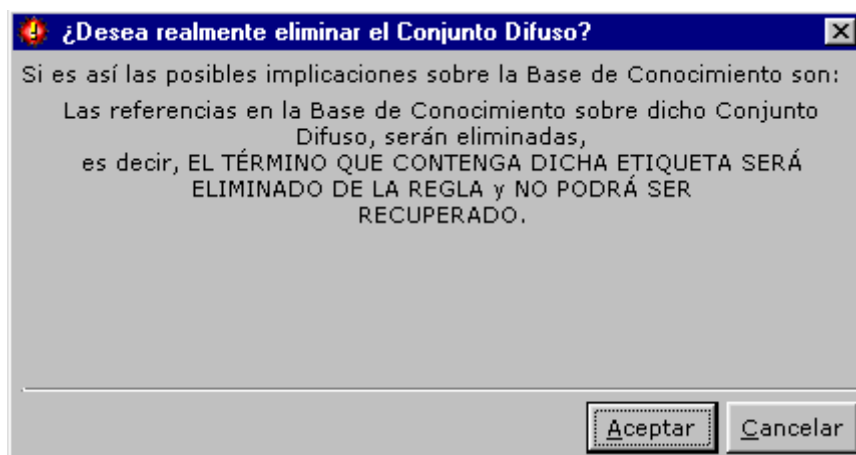 ¿Desea realmente eliminar el Conjunto Difuso?
Si es así las posibles implicaciones sobre la Base de Conocimiento son:
Las referencias en la Base de Conocimiento sobre dicho Conjunto
Difuso, serán eliminadas,
es decir, EL TÉRMINO QUE CONTENGA DICHA ETIQUETA SERÁ
ELIMINADO DE LA REGLA y NO PODRÁ SER
RECUPERADO.
Aceptar Cancelar